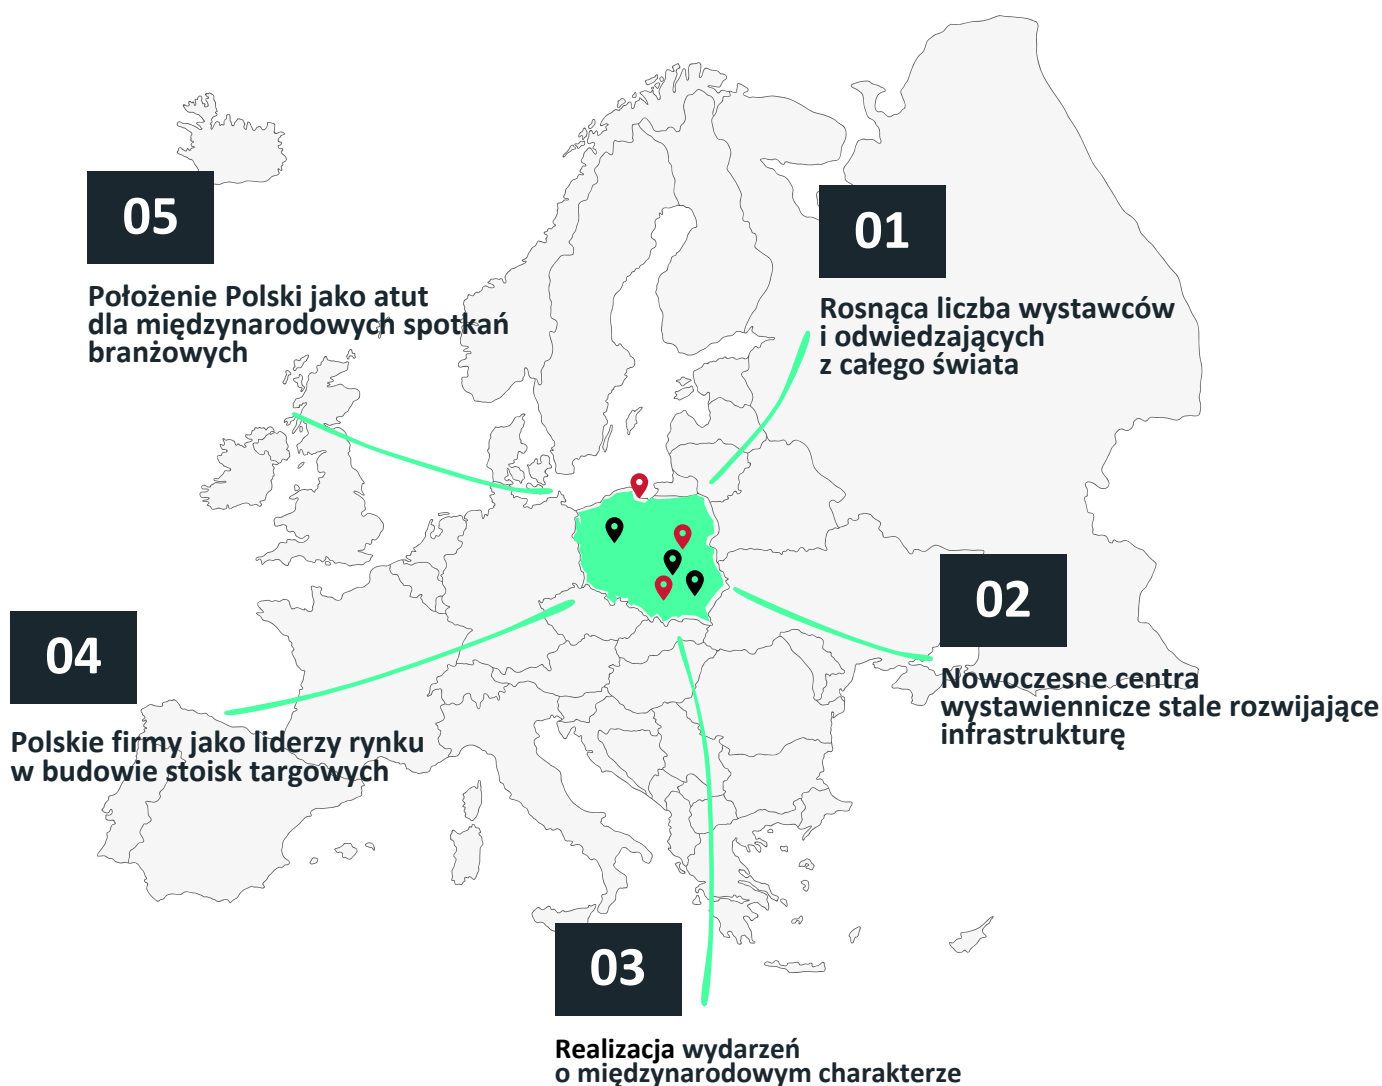 05
Położenie Polski jako atut
dla międzynarodowych spotkań
branżowych
01
Rosnąca liczba wystawców
i odwiedzających
z całego świata
04
Polskie firmy jako liderzy rynku
w budowie stoisk targowych
02
Nowoczesne centra
wystawiennicze stale rozwijające
infrastrukturę
03
Realizacja wydarzeń
o międzynarodowym charakterze